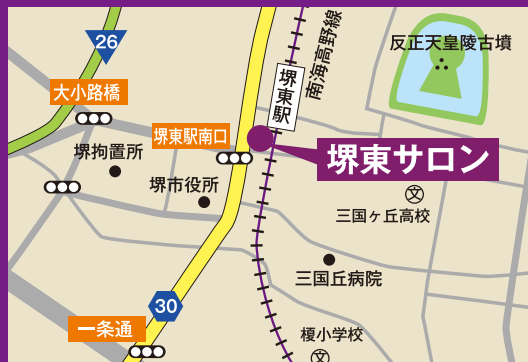 26
大小路橋
南海高野線
反正天皇陵古墳
堺東駅
堺東駅南口
堺東サロン
堺拘置所
堺市役所
文
三国ヶ丘高校
三国丘病院
30
一条通
榎小学校
文